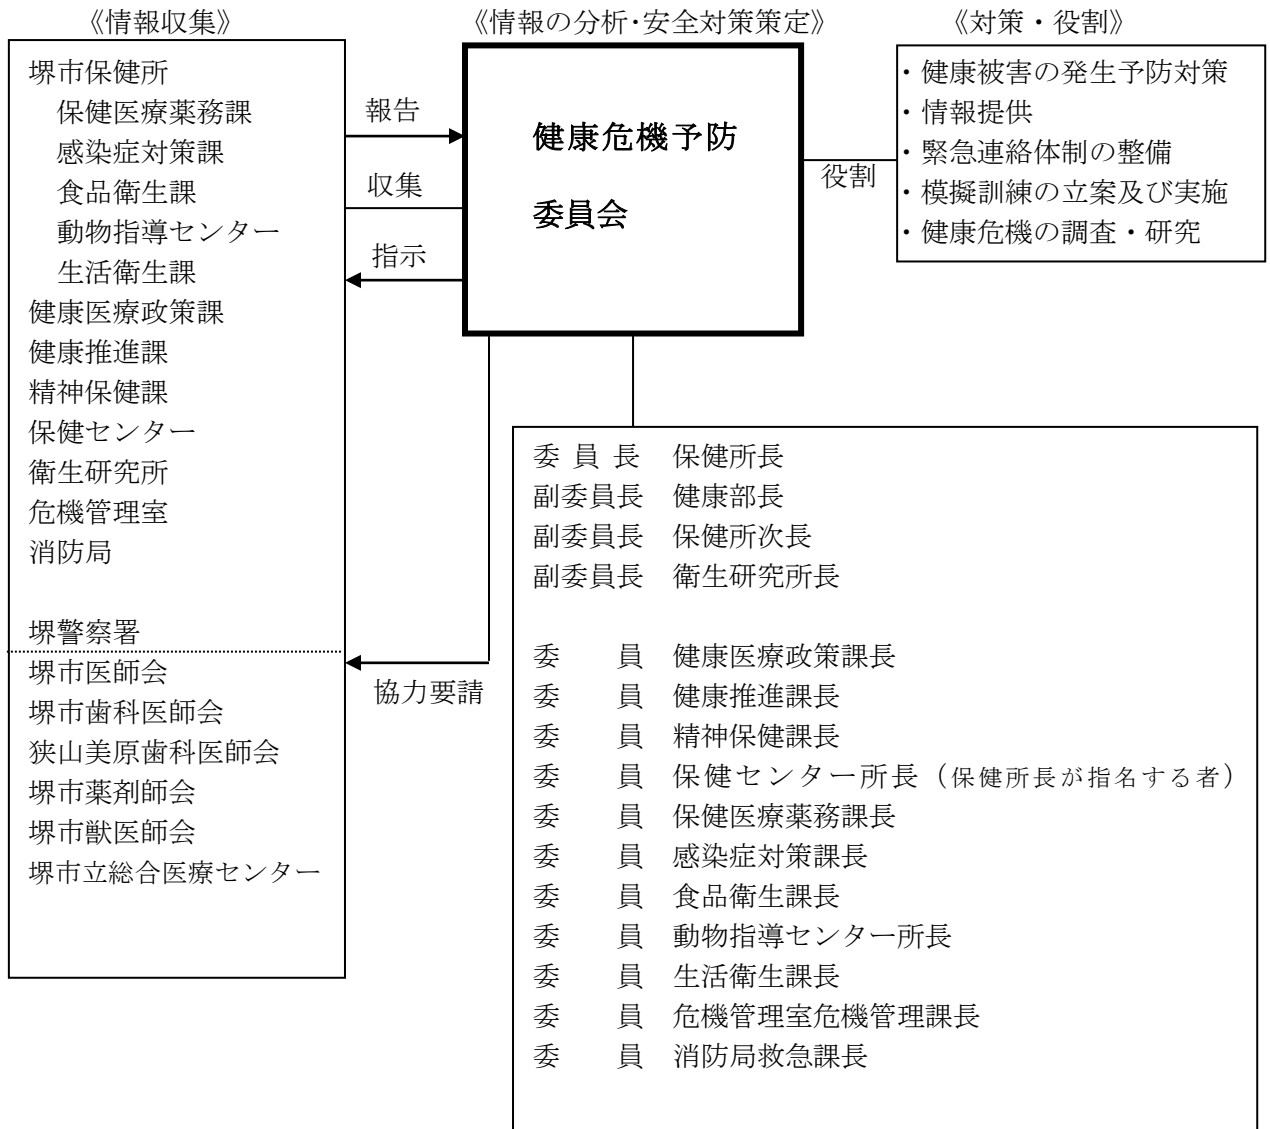 《情報収集》
堺市保健所
保健医療薬務課
感染症対策課
食品衛生課
動物指導センター
生活衛生課
健康医療政策課
健康推進課
精神保健課
保健センター
衛生研究所
危機管理室
消防局
堺警察署
堺市医師会
堺市歯科医師会
狭山美原歯科医師会
堺市薬剤師会
堺市獣医師会
堺市立総合医療センター
報告
収集
指示
協力要請
《情報の分析・安全対策策定》
健康危機予防
委員会
役割
《対策・役割》
・健康被害の発生予防対策
・情報提供
・緊急連絡体制の整備
・模擬訓練の立案及び実施
・健康危機の調査・研究
委 員 長　保健所長
副委員長　健康部長
副委員長　保健所次長
副委員長　衛生研究所長
委　　員　健康医療政策課長
委　　員　健康推進課長
委　　員　精神保健課長
委　　員　保健センター所長（保健所長が指名する者）
委　　員　保健医療薬務課長
委　　員　感染症対策課長
委　　員　食品衛生課長
委　　員　動物指導センター所長
委　　員　生活衛生課長
委　　員　危機管理室危機管理課長
委　　員　消防局救急課長